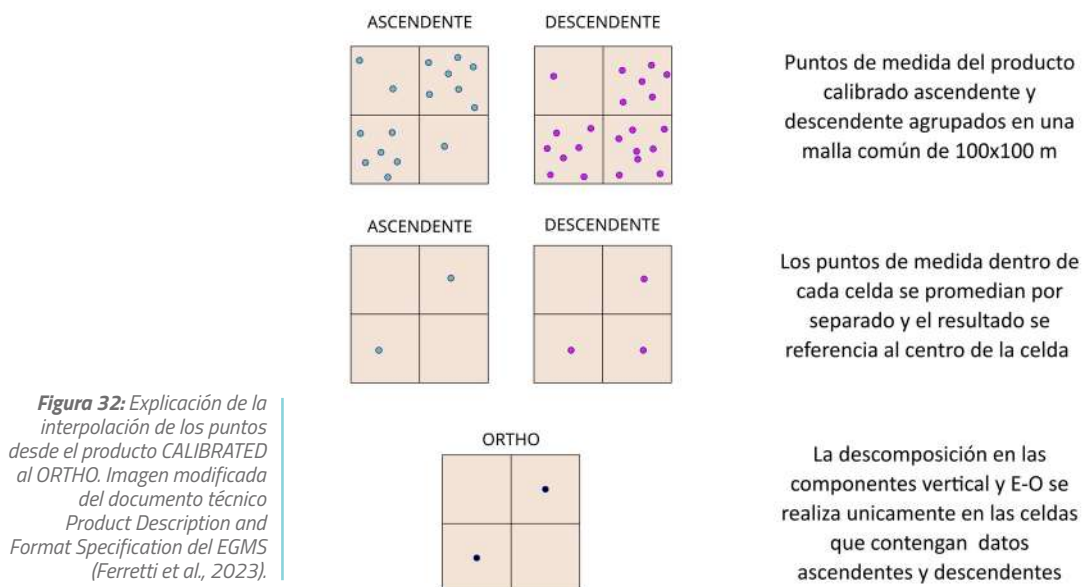 ASCENDENTE
DESCENDENTE
Puntos de medida del producto
calibrado ascendente y
descendente agrupados en una
malla común de 100x100 m
ASCENDENTE
DESCENDENTE
Los puntos de medida dentro de
cada celda se promedian por
separado y el resultado se
referencia al centro de la celda
Figura 32: Explicación de la
interpolación de los puntos
desde el producto CALIBRATED
al ORTHO. Imagen modificada
del documento técnico
Product Description and
Format Specification del EGMS
(Ferretti et al., 2023).
ORTHO
La descomposición en las
componentes vertical y E-O se
realiza unicamente en las celdas
que contengan datos
ascendentes y descendentes